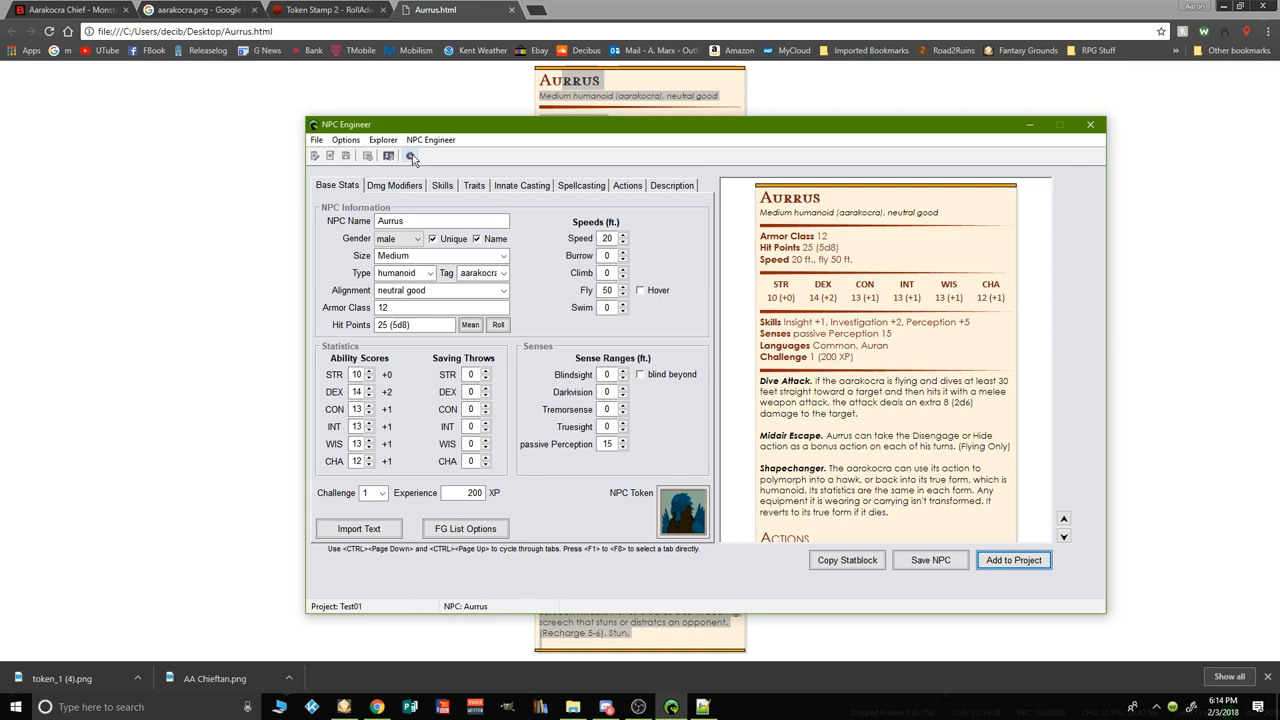 Aarakocra Chief - Monst
aarakocra.png - Google S
Token Stamp 2 - RollAdv
Aurrus.html
Aaron
file:///C:/Users/decib/Desktop/Aurrus.html
Apps
UTube
FBook
Releaselog
G News
Bank
TMobile
Mobilism
Kent Weather
Ebay
Decibus
Mail - A. Marx - Outl
Amazon
MyCloud
Imported Bookmarks
Road2Ruins
Fantasy Grounds
RPG Stuff
Other bookmarks
Aurrus
Medium humanoid (aarakocra), neutral good
NPC Engineer
File Options Explorer NPC Engineer
Base Stats Dmg Modifiers Skills Traits Innate Casting Spellcasting Actions Description
NPC Information
NPC Name Aurrus
Gender male Unique Name
Size Medium
Type humanoid Tag aarakocra
Alignment neutral good
Armor Class 12
Hit Points 25 (5d8) Mean Roll
Speeds (ft.)
Speed 20
Burrow 0
Climb 0
Fly 50 Hover
Swim 0
Statistics
Ability Scores Saving Throws
STR 10 +0 STR 0
DEX 14 +2 DEX 0
CON 13 +1 CON 0
INT 13 +1 INT 0
WIS 13 +1 WIS 0
CHA 12 +1 CHA 0
Senses
Sense Ranges (ft.)
Blindsight 0 blind beyond
Darkvision 0
Tremorsense 0
Truesight 0
passive Perception 15
Challenge 1 Experience 200 XP
NPC Token
Import Text FG List Options
Use <CTRL><Page Down> and <CTRL><Page Up> to cycle through tabs. Press <F1> to <F8> to select a tab directly.
Aurrus
Medium humanoid (aarakocra), neutral good
Armor Class 12
Hit Points 25 (5d8)
Speed 20 ft., fly 50 ft.
STR DEX CON INT WIS CHA
10 (+0) 14 (+2) 13 (+1) 13 (+1) 13 (+1) 12 (+1)
Skills Insight +1, Investigation +2, Perception +5
Senses passive Perception 15
Languages Common, Auran
Challenge 1 (200 XP)
Dive Attack. If the aarakocra is flying and dives at least 30
feet straight toward a target and then hits it with a melee
weapon attack, the attack deals an extra 8 (2d6)
damage to the target.
Midair Escape. Aurrus can take the Disengage or Hide
action as a bonus action on each of his turns. (Flying Only)
Shapechanger. The aarokocra can use its action to
polymorph into a hawk, or back into its true form, which is
humanoid. Its statistics are the same in each form. Any
equipment it is wearing or carrying isn't transformed. It
reverts to its true form if it dies.
Actions
Copy Statblock Save NPC Add to Project
Project: Test01 NPC: Aurrus
screech that stuns or distratcs an opponent.
(Recharge 5-6). Stun.
token_1 (4).png
AA Chieftan.png
Show all
Type here to search
6:14 PM
2/3/2018